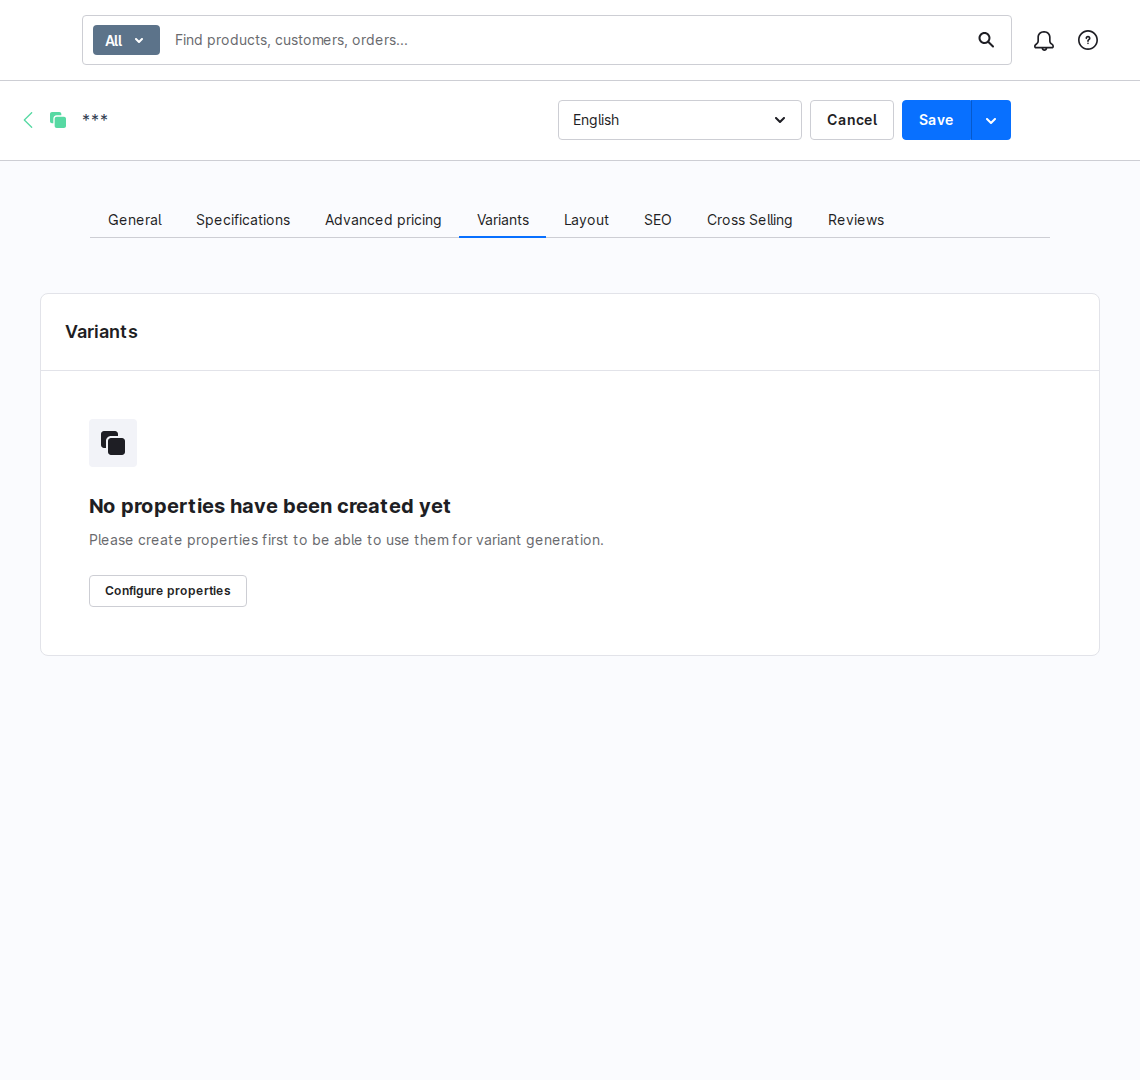 All
Find products, customers, orders...
***
English
Cancel
Save
General
Specifications
Advanced pricing
Variants
Layout
SEO
Cross Selling
Reviews
Variants
No properties have been created yet
Please create properties first to be able to use them for variant generation.
Configure properties